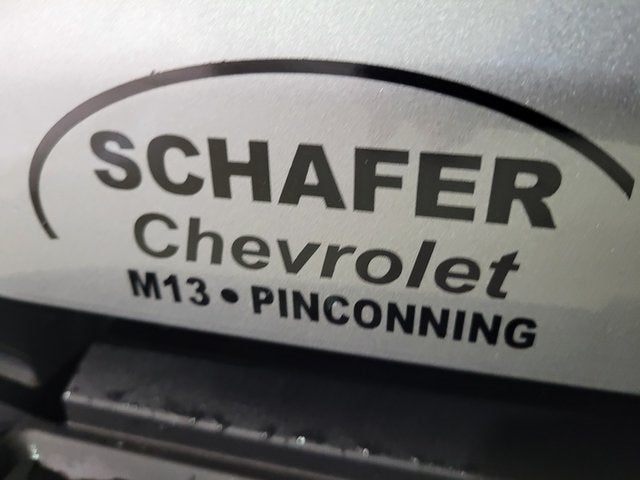 SCHAFER
Chevrolet
M13 • PINCONNING